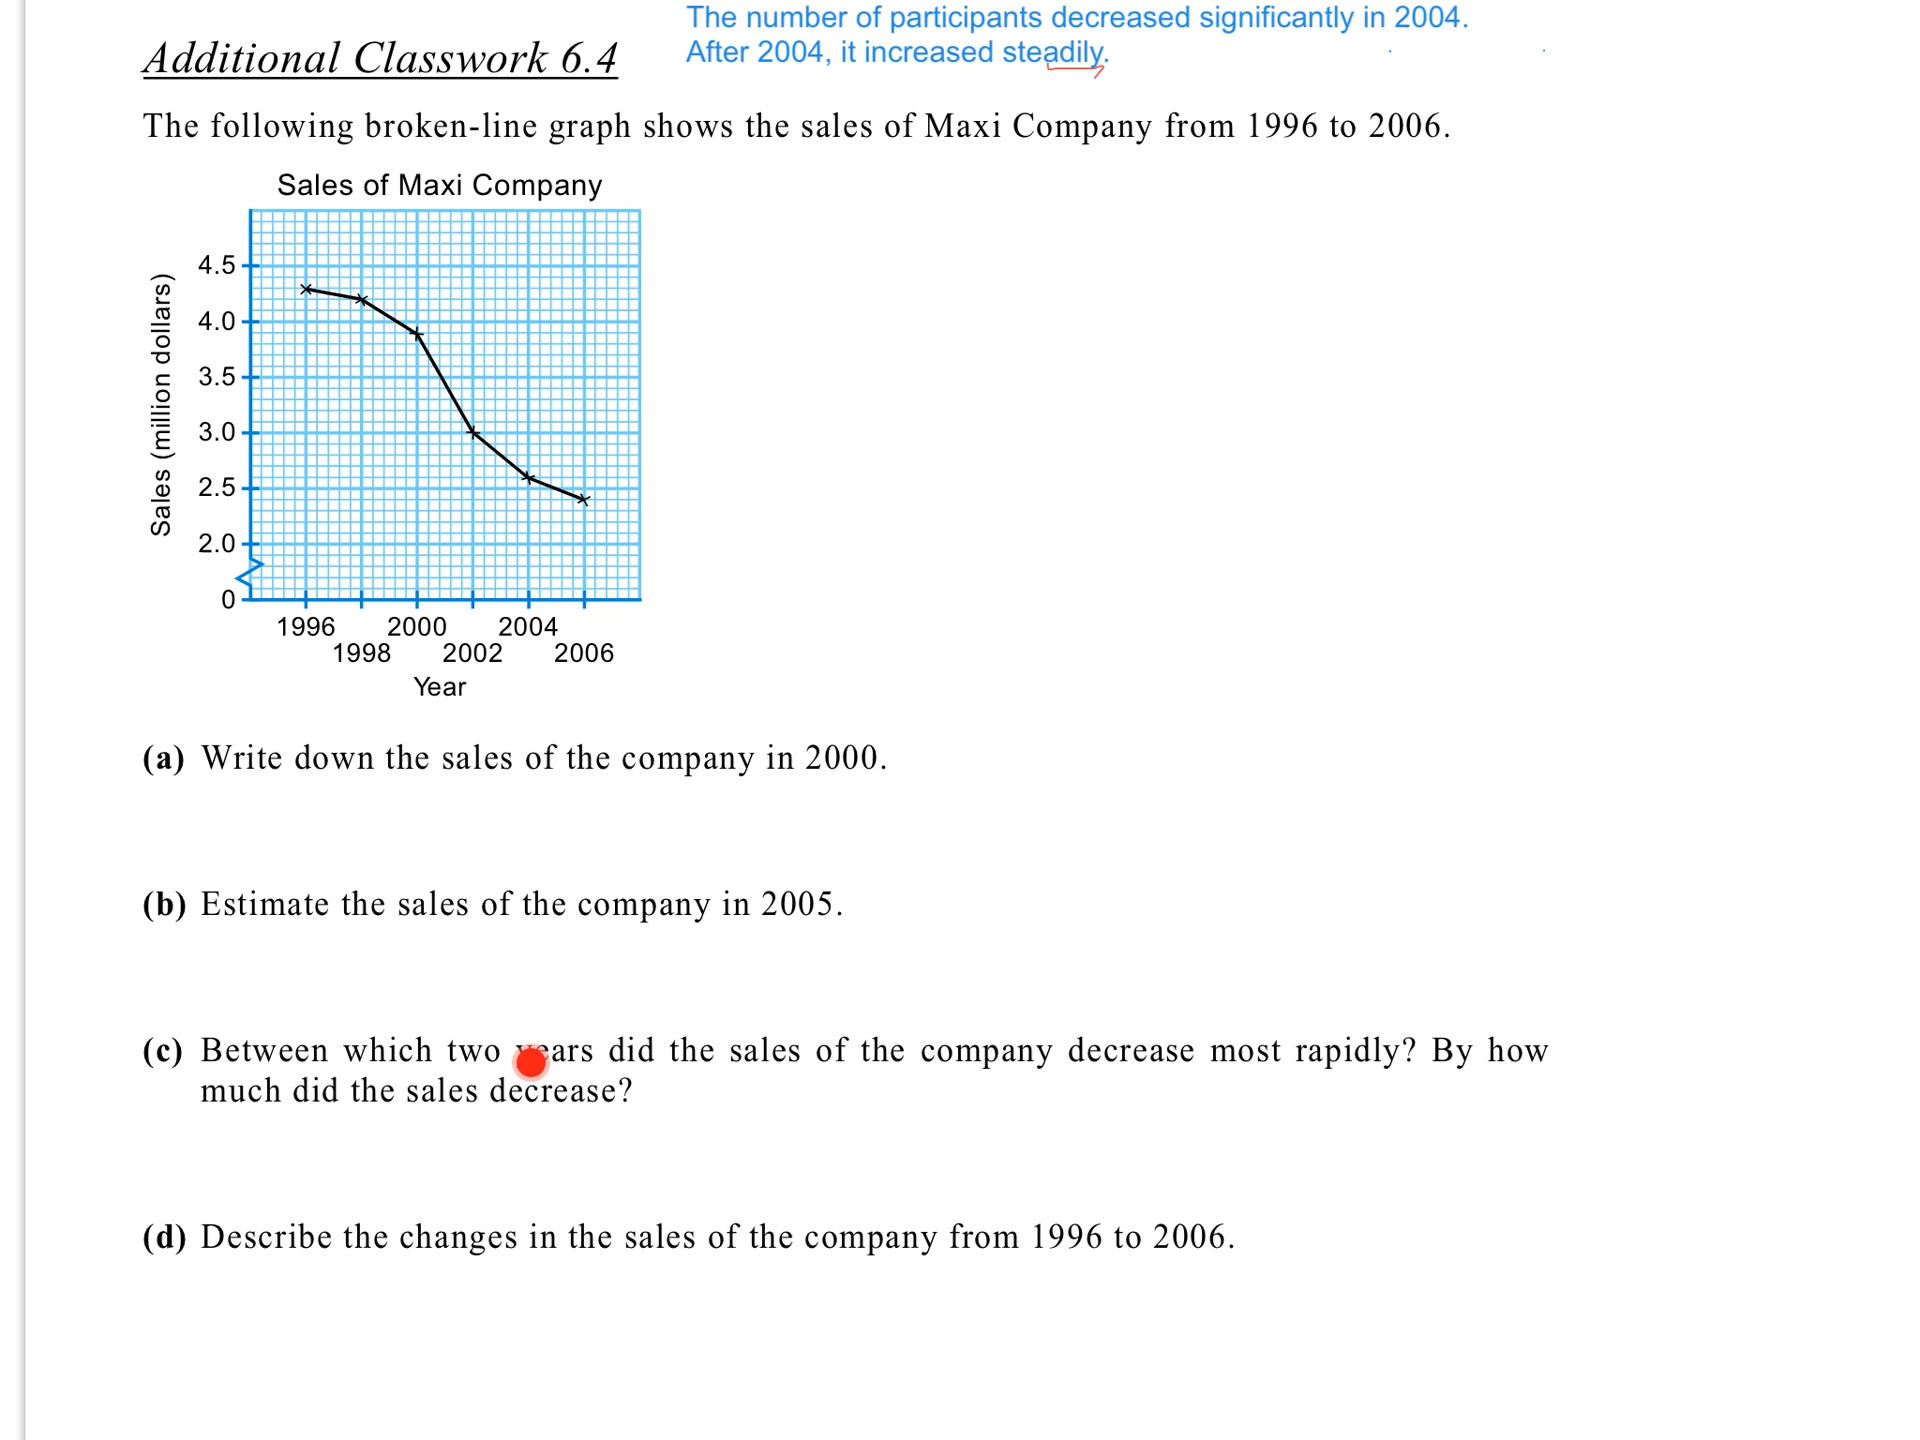 The number of participants decreased significantly in 2004.
After 2004, it increased steadily.
Additional Classwork 6.4
The following broken-line graph shows the sales of Maxi Company from 1996 to 2006.
Sales of Maxi Company
Sales (million dollars)
4.5
4.0
3.5
3.0
2.5
2.0
0
1996 2000 2004
1998 2002 2006
Year
(a) Write down the sales of the company in 2000.
(b) Estimate the sales of the company in 2005.
(c) Between which two years did the sales of the company decrease most rapidly? By how
much did the sales decrease?
(d) Describe the changes in the sales of the company from 1996 to 2006.